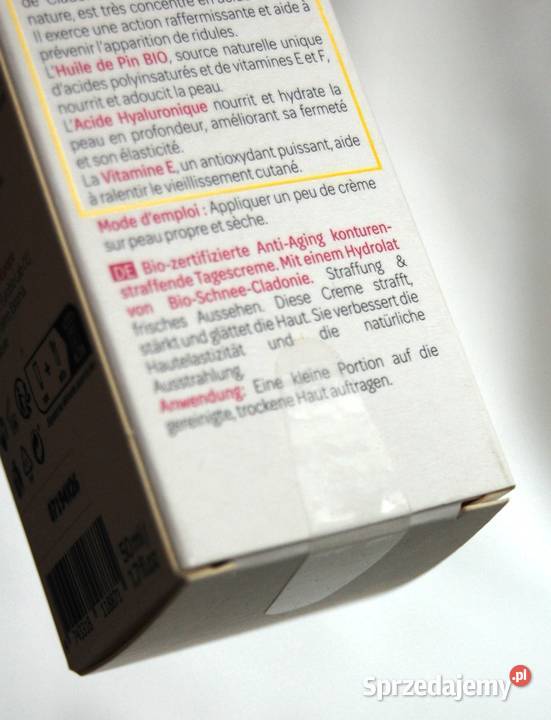 nature, est très concentré en
Il exerce une action raffermissante et aide à
prévenir l'apparition de ridules.
L'Huile de Pin BIO, source naturelle unique
d'acides polyinsaturés et de vitamines E et F,
nourrit et adoucit la peau.
L'Acide Hyaluronique nourrit et hydrate la
peau en profondeur, améliorant sa fermeté
et son élasticité.
La Vitamine E, un antioxydant puissant, aide
à ralentir le vieillissement cutané.
Mode d'emploi : Appliquer un peu de crème
sur peau propre et sèche.
DE Bio-zertifizierte Anti-Aging konturen-
straffende Tagescreme. Mit einem Hydrolat
von Bio-Schnee-Cladonie. Straffung &
frisches Aussehen. Diese Creme strafft,
stärkt und glättet die Haut. Sie verbessert die
Hautelastizität und die natürliche
Ausstrahlung.
Anwendung: Eine kleine Portion auf die
gereinigte, trockene Haut auftragen.
50 ml /
1.7 fl.oz.
Sprzedajemy.pl